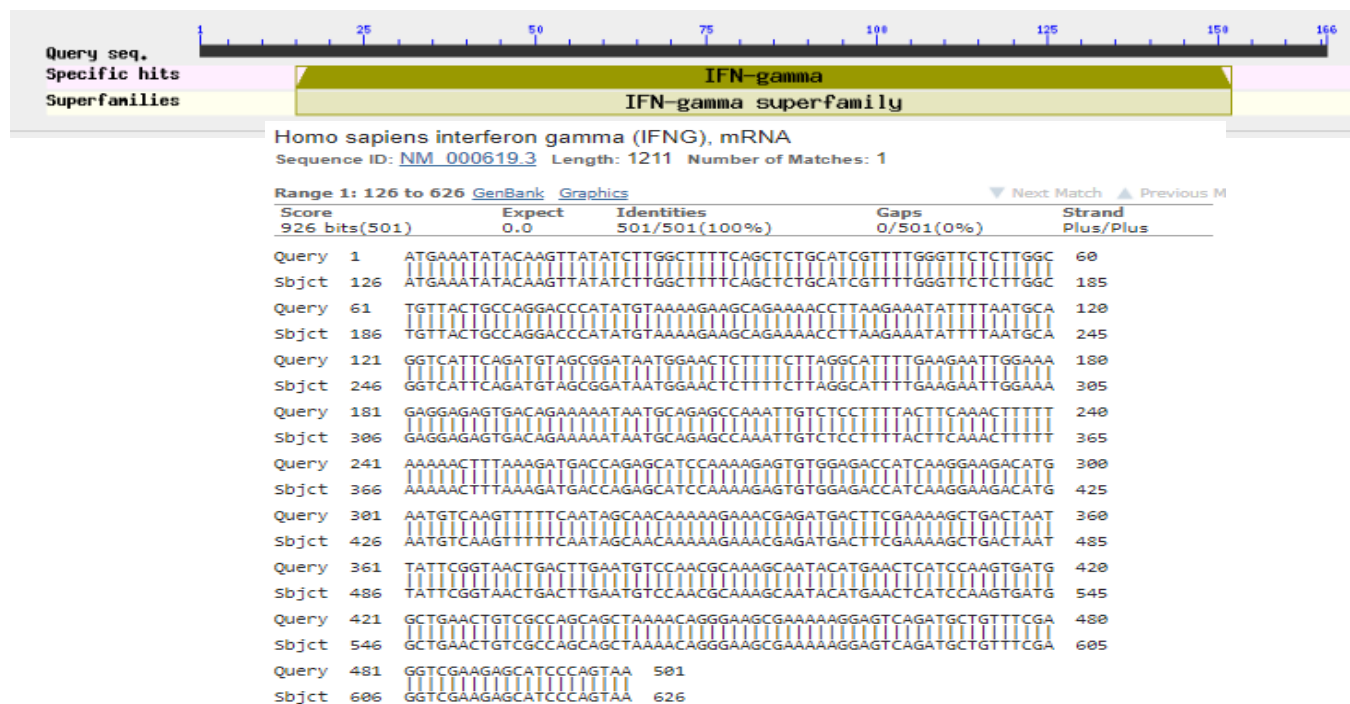 1 25 50 75 100 125 150 166
Query seq.
Specific hits IFN-gamma
Superfamilies IFN-gamma superfamily
Homo sapiens interferon gamma (IFNG), mRNA
Sequence ID: NM_000619.3 Length: 1211 Number of Matches: 1
Range 1: 126 to 626 GenBank Graphics Next Match Previous M
Score Expect Identities Gaps Strand
926 bits(501) 0.0 501/501(100%) 0/501(0%) Plus/Plus
Query 1 ATGAAATATACAAGTTATATCTTGGCTTTTCAGCTCTGCATCGTTTTGGGTTCTCTTGGC 60
Sbjct 126 ATGAAATATACAAGTTATATCTTGGCTTTTCAGCTCTGCATCGTTTTGGGTTCTCTTGGC 185
Query 61 TGTTACTGCCAGGACCCATATGTAAAAGAAGCAGAAAACCTTAAGAAATATTTTAATGCA 120
Sbjct 186 TGTTACTGCCAGGACCCATATGTAAAAGAAGCAGAAAACCTTAAGAAATATTTTAATGCA 245
Query 121 GGTCATTCAGATGTAGCGGATAATGGAACTCTTTTCTTAGGCATTTTGAAGAATTGGAAA 180
Sbjct 246 GGTCATTCAGATGTAGCGGATAATGGAACTCTTTTCTTAGGCATTTTGAAGAATTGGAAA 305
Query 181 GAGGAGAGTGACAGAAAAATAATGCAGAGCCAAATTGTCTCCTTTTACTTCAAACTTTTT 240
Sbjct 306 GAGGAGAGTGACAGAAAAATAATGCAGAGCCAAATTGTCTCCTTTTACTTCAAACTTTTT 365
Query 241 AAAAACTTTAAAGATGACCAGAGCATCCAAAAGAGTGTGGAGACCATCAAGGAAGACATG 300
Sbjct 366 AAAAACTTTAAAGATGACCAGAGCATCCAAAAGAGTGTGGAGACCATCAAGGAAGACATG 425
Query 301 AATGTCAAGTTTTTCAATAGCAACAAAAAGAAACGAGATGACTTCGAAAAGCTGACTAAT 360
Sbjct 426 AATGTCAAGTTTTTCAATAGCAACAAAAAGAAACGAGATGACTTCGAAAAGCTGACTAAT 485
Query 361 TATTCGGTAACTGACTTGAATGTCCAACGCAAAGCAATACATGAACTCATCCAAGTGATG 420
Sbjct 486 TATTCGGTAACTGACTTGAATGTCCAACGCAAAGCAATACATGAACTCATCCAAGTGATG 545
Query 421 GCTGAACTGTCGCCAGCAGCTAAAACAGGGAAGCGAAAAAGGAGTCAGATGCTGTTTCGA 480
Sbjct 546 GCTGAACTGTCGCCAGCAGCTAAAACAGGGAAGCGAAAAAGGAGTCAGATGCTGTTTCGA 605
Query 481 GGTCGAAGAGCATCCCAGTAA 501
Sbjct 606 GGTCGAAGAGCATCCCAGTAA 626